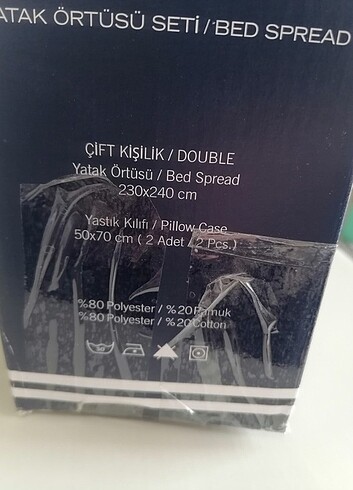 YATAK ÖRTÜSÜ SETİ / BED SPREAD
ÇİFT KİŞİLİK / DOUBLE
Yatak Örtüsü / Bed Spread
230x240 cm
Yastık Kılıfı / Pillow Case
50x70 cm ( 2 Adet / 2 Pcs.)
%80 Polyester / %20 Pamuk
%80 Polyester / %20 Cotton